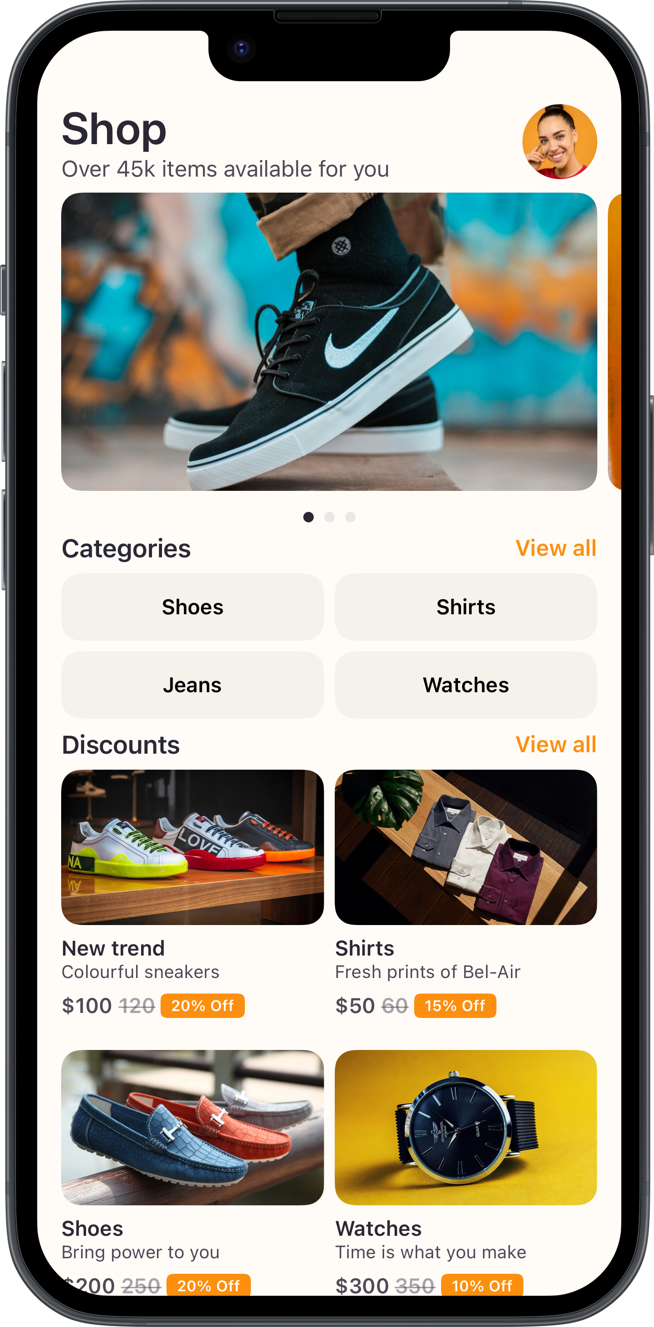 Shop
Over 45k items available for you
Categories
View all
Shoes
Shirts
Jeans
Watches
Discounts
View all
NA
LOVE
New trend
Colourful sneakers
$100 120 20% Off
Shirts
Fresh prints of Bel-Air
$50 60 15% Off
Shoes
Bring power to you
$200 250 20% Off
Watches
Time is what you make
$300 350 10% Off